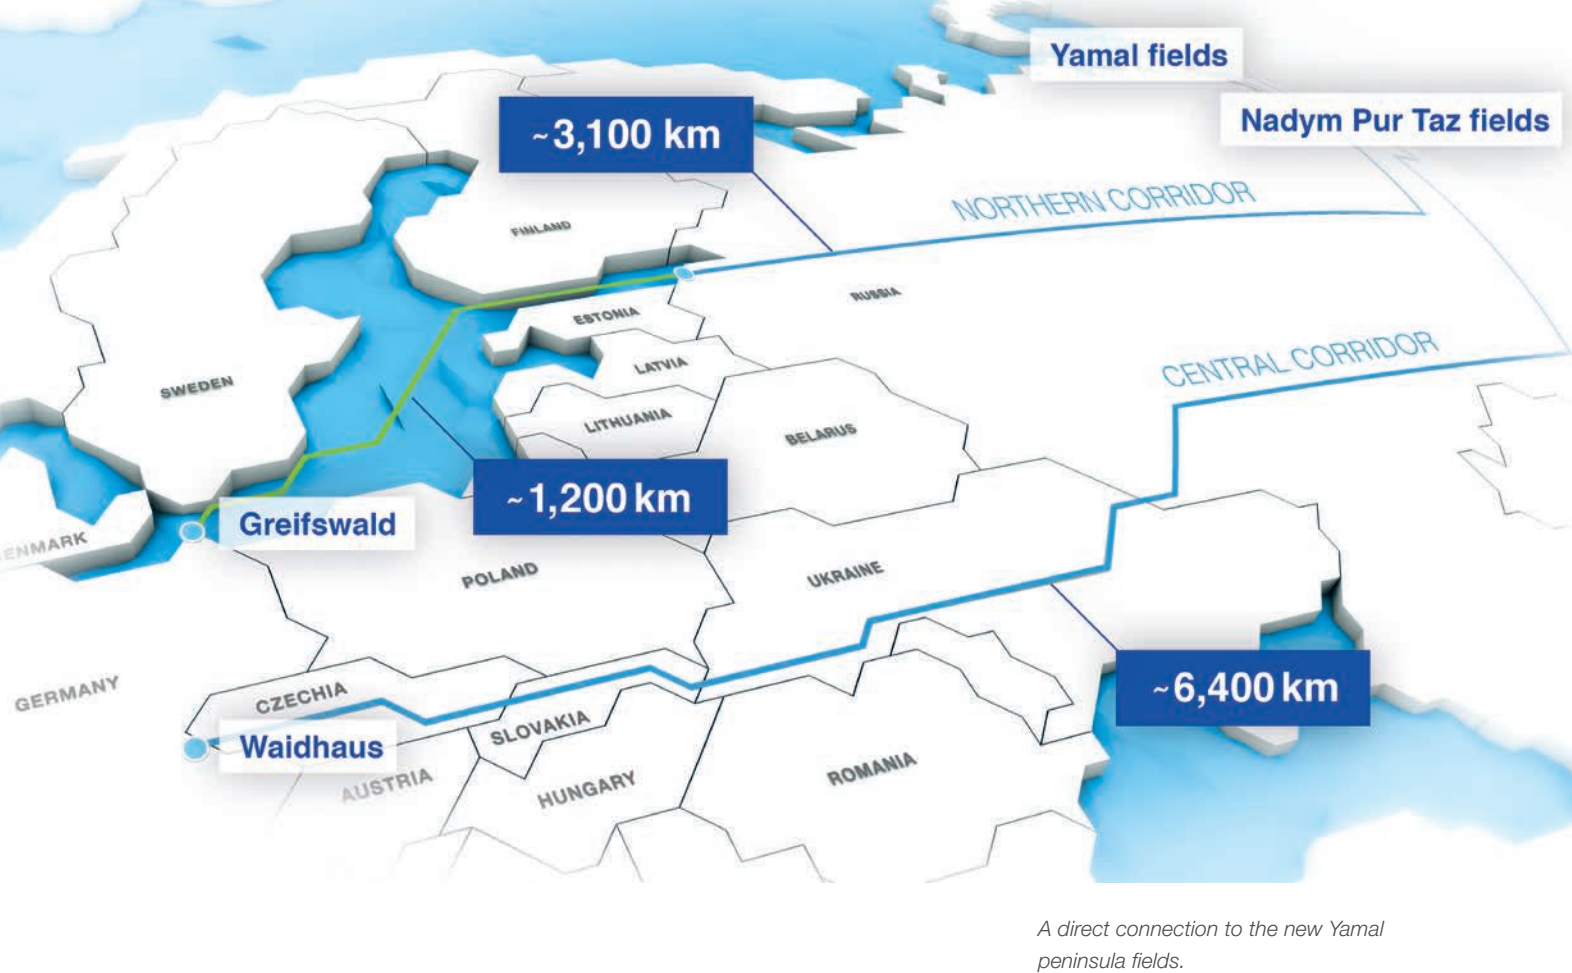 Yamal fields
Nadym Pur Taz fields
~3,100 km
NORTHERN CORRIDOR
FINLAND
RUSSIA
ESTONIA
CENTRAL CORRIDOR
LATVIA
SWEDEN
LITHUANIA
BELARUS
~1,200 km
Greifswald
ENMARK
POLAND
UKRAINE
~6,400 km
GERMANY
CZECHIA
SLOVAKIA
Waidhaus
AUSTRIA
HUNGARY
ROMANIA
A direct connection to the new Yamal
peninsula fields.